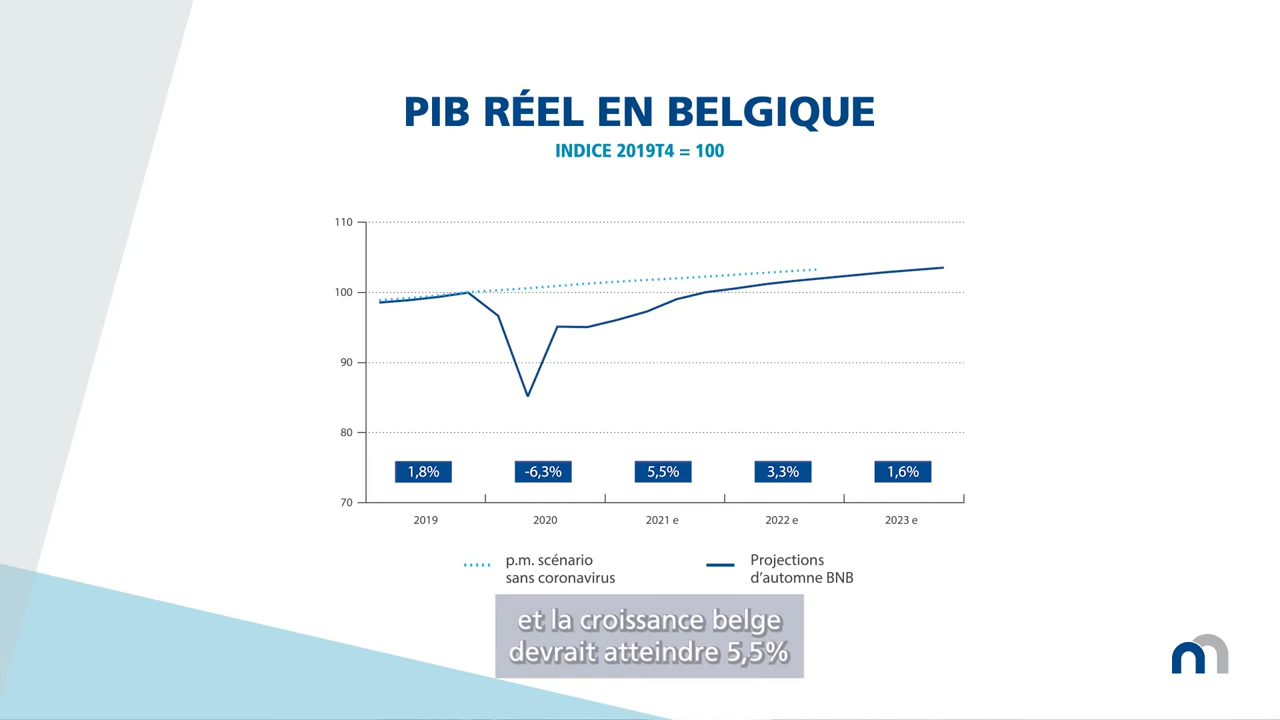 PIB RÉEL EN BELGIQUE
INDICE 2019T4 = 100
110
100
90
80
70
1,8%
-6,3%
5,5%
3,3%
1,6%
2019
2020
2021 e
2022 e
2023 e
p.m. scénario
sans coronavirus
Projections
d'automne BNB
et la croissance belge
devrait atteindre 5,5%